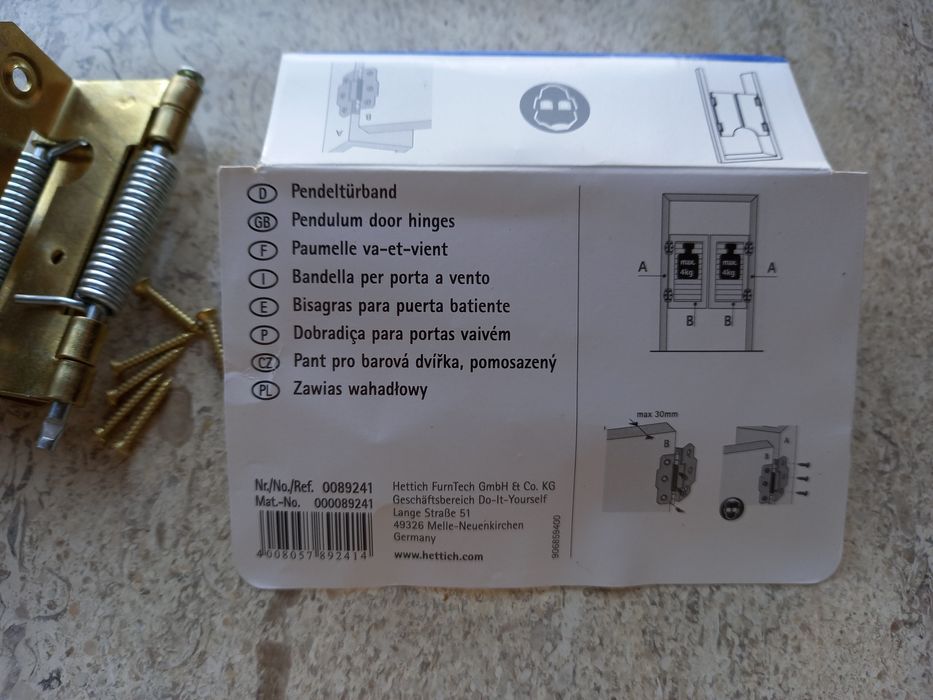 A
B
D Pendeltürband
GB Pendulum door hinges
F Paumelle va-et-vient
I Bandella per porta a vento
E Bisagras para puerta batiente
P Dobradiça para portas vaivém
CZ Pant pro barová dvířka, pomosazený
PL Zawias wahadłowy
Nr/No./Ref. 0089241
Mat.-No. 000089241
4008057892414
Hettich FurnTech GmbH & Co. KG
Geschäftsbereich Do-It-Yourself
Lange Straße 51
49326 Melle-Neuenkirchen
Germany
www.hettich.com
906859400
A max. 4kg max. 4kg A
B B
max 30mm
B
A
B